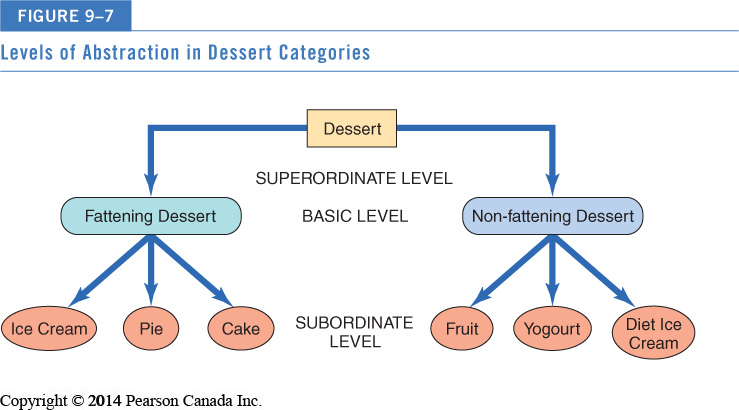 FIGURE 9–7
Levels of Abstraction in Dessert Categories
Dessert
SUPERORDINATE LEVEL
Fattening Dessert
BASIC LEVEL
Non-fattening Dessert
Ice Cream
Pie
Cake
SUBORDINATE
LEVEL
Fruit
Yogourt
Diet Ice
Cream
Copyright © 2014 Pearson Canada Inc.